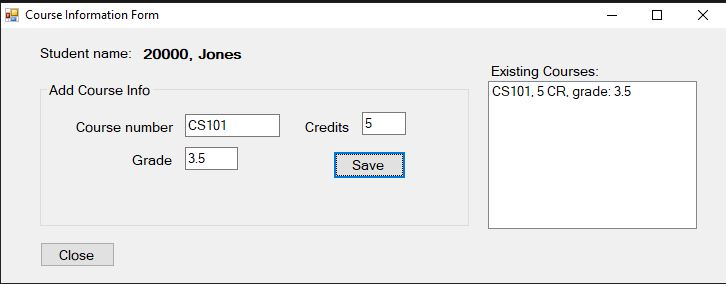 Course Information Form
Student name: 20000, Jones
Add Course Info
Course number CS101 Credits 5
Grade 3.5
Save
Existing Courses:
CS101, 5 CR, grade: 3.5
Close